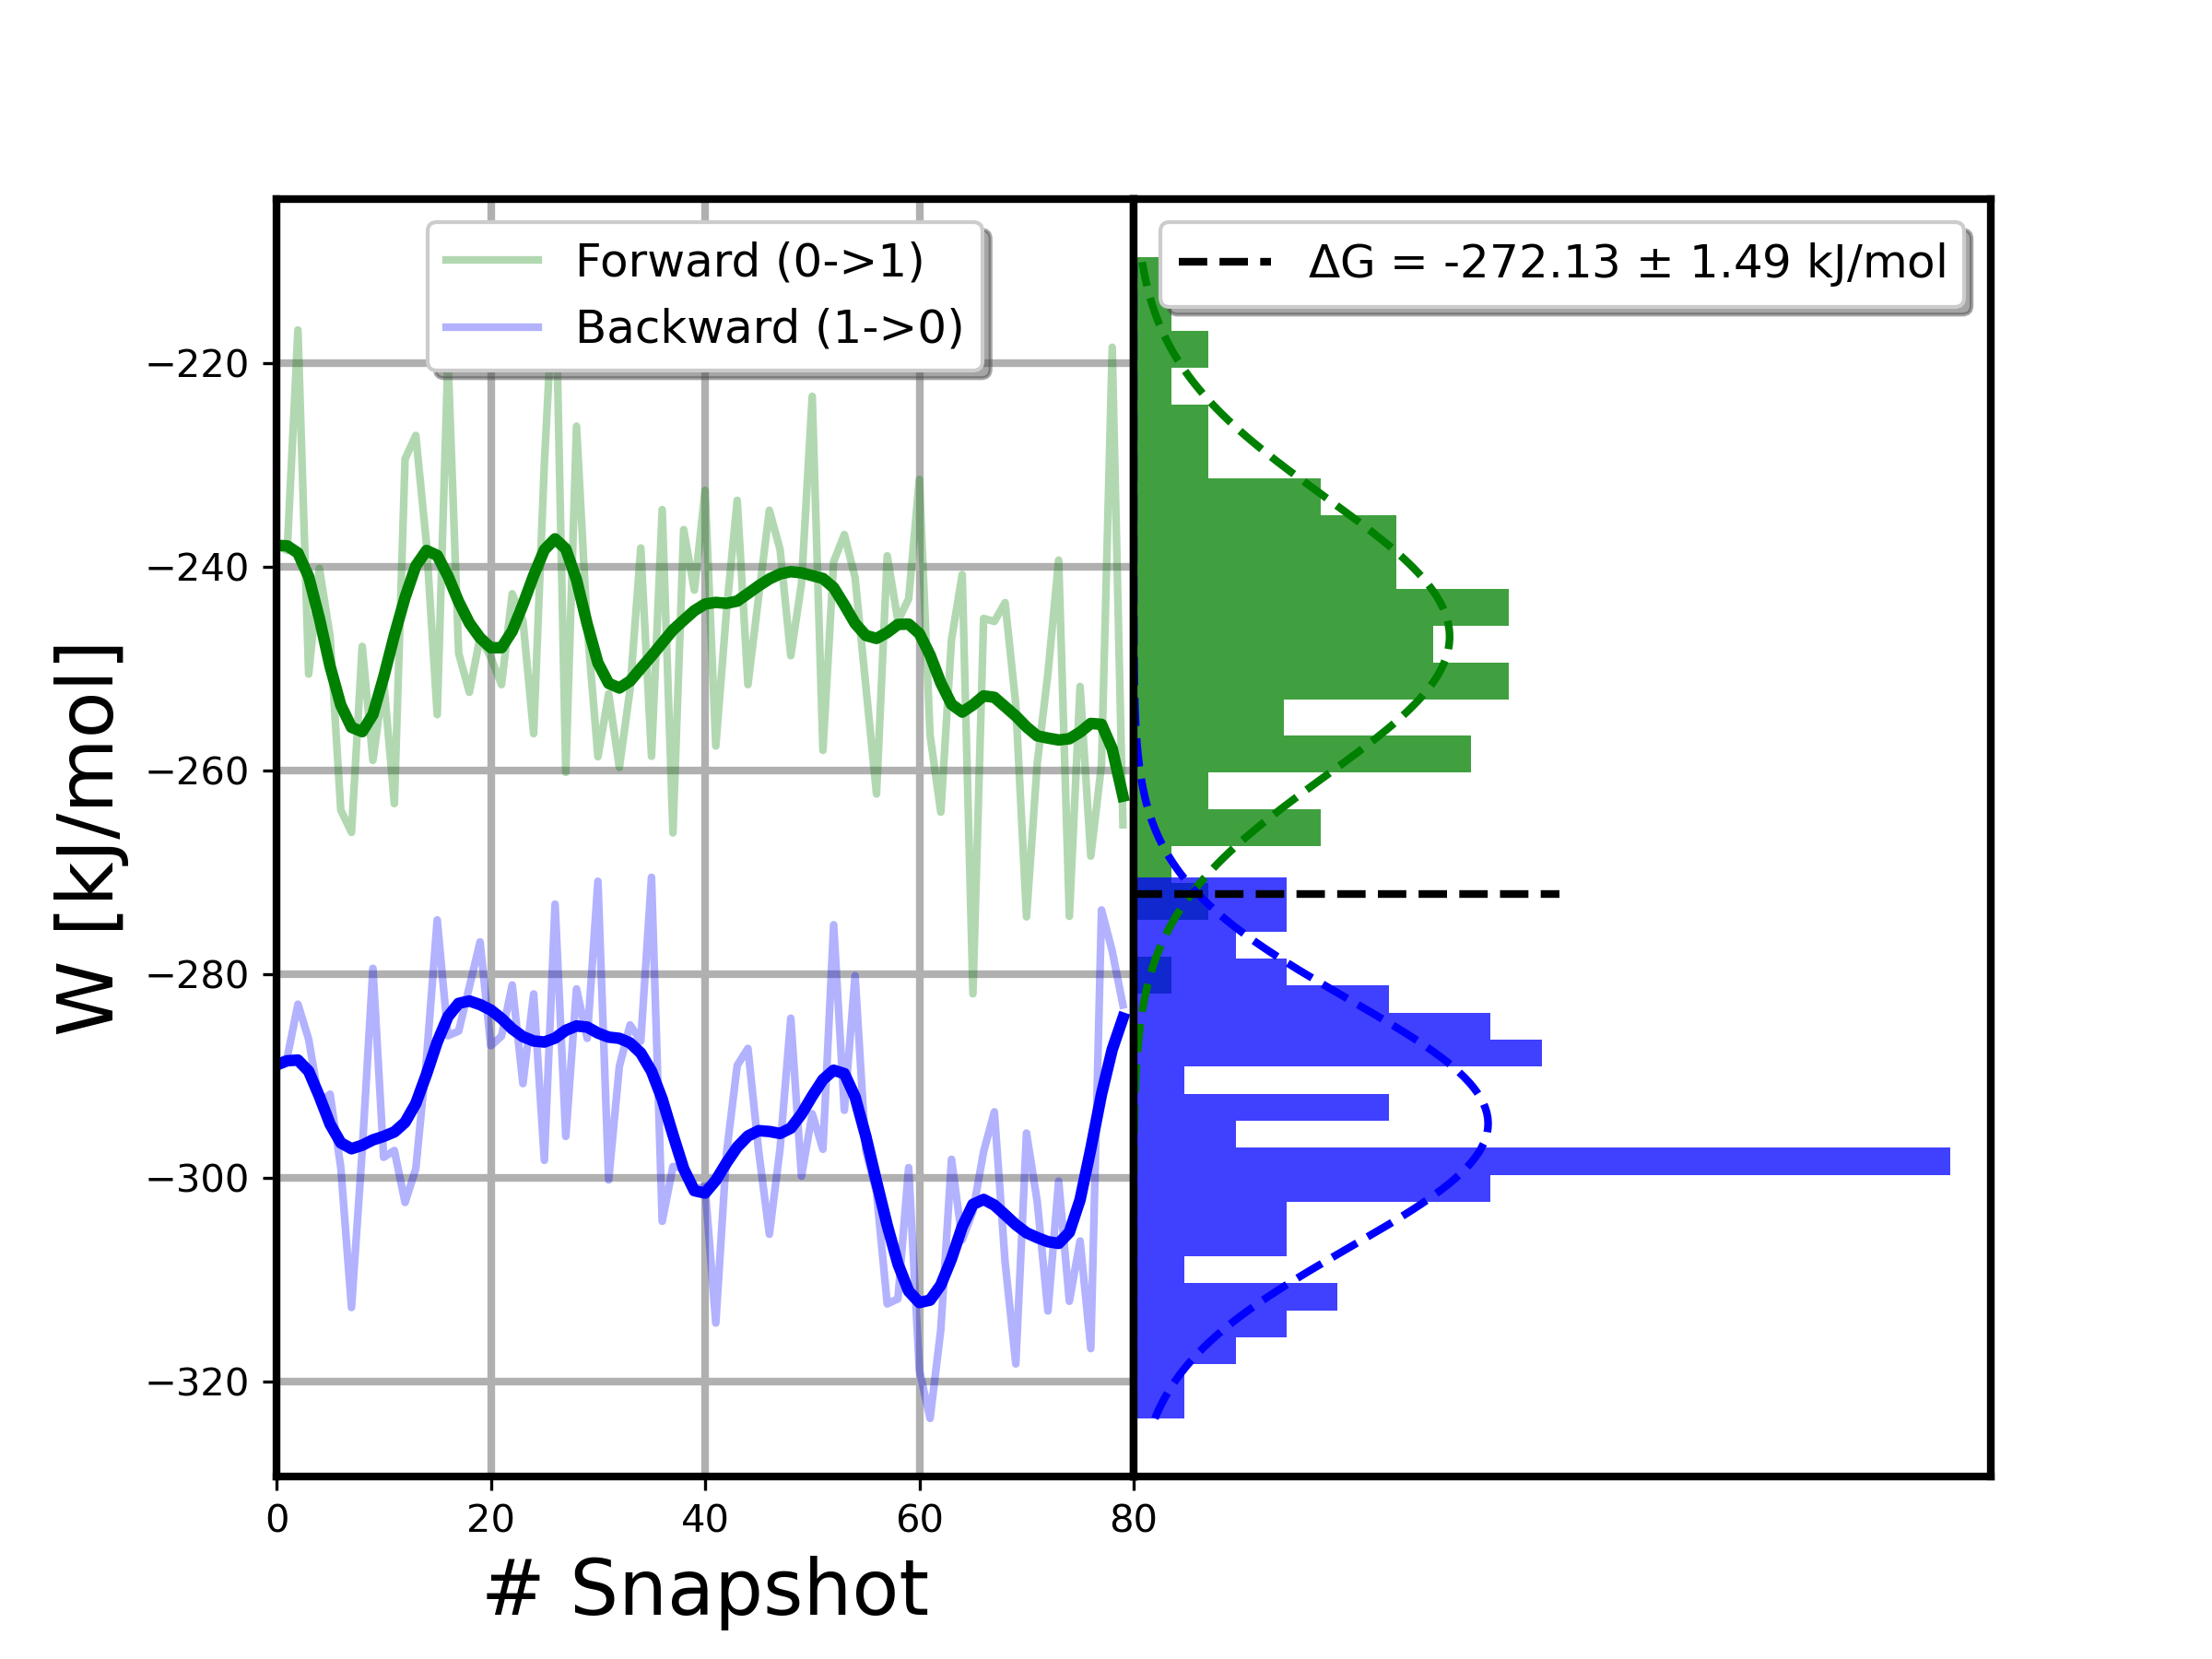 Forward (0->1)
Backward (1->0)
ΔG = -272.13 ± 1.49 kJ/mol
W [kJ/mol]
−220
−240
−260
−280
−300
−320
0 20 40 60 80
# Snapshot